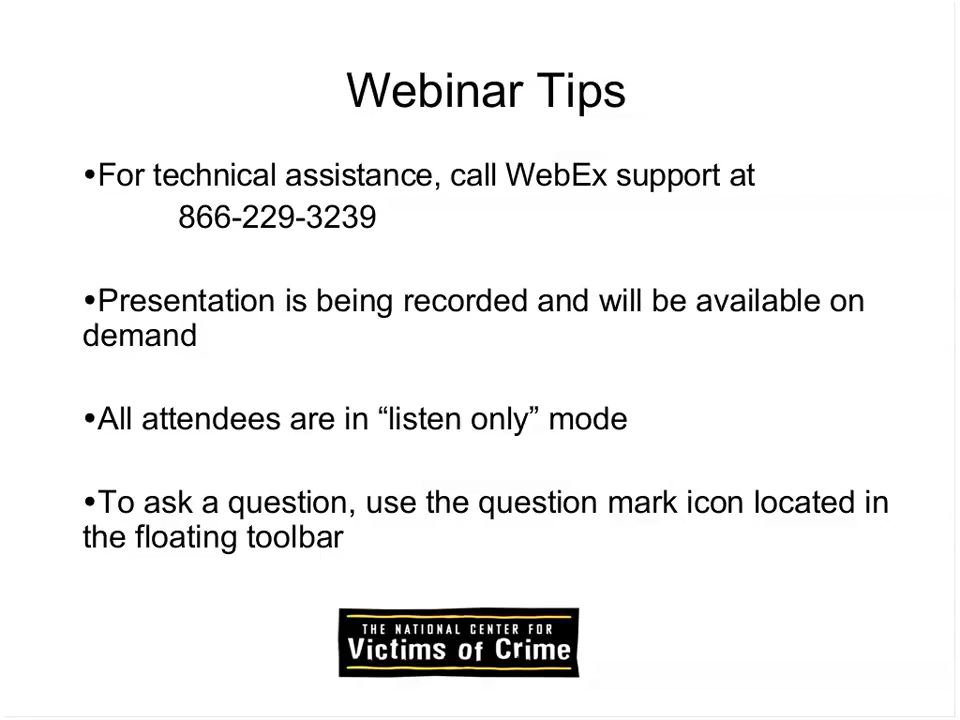 Webinar Tips
•For technical assistance, call WebEx support at
866-229-3239
•Presentation is being recorded and will be available on
demand
•All attendees are in “listen only” mode
•To ask a question, use the question mark icon located in
the floating toolbar
THE NATIONAL CENTER FOR
Victims of Crime